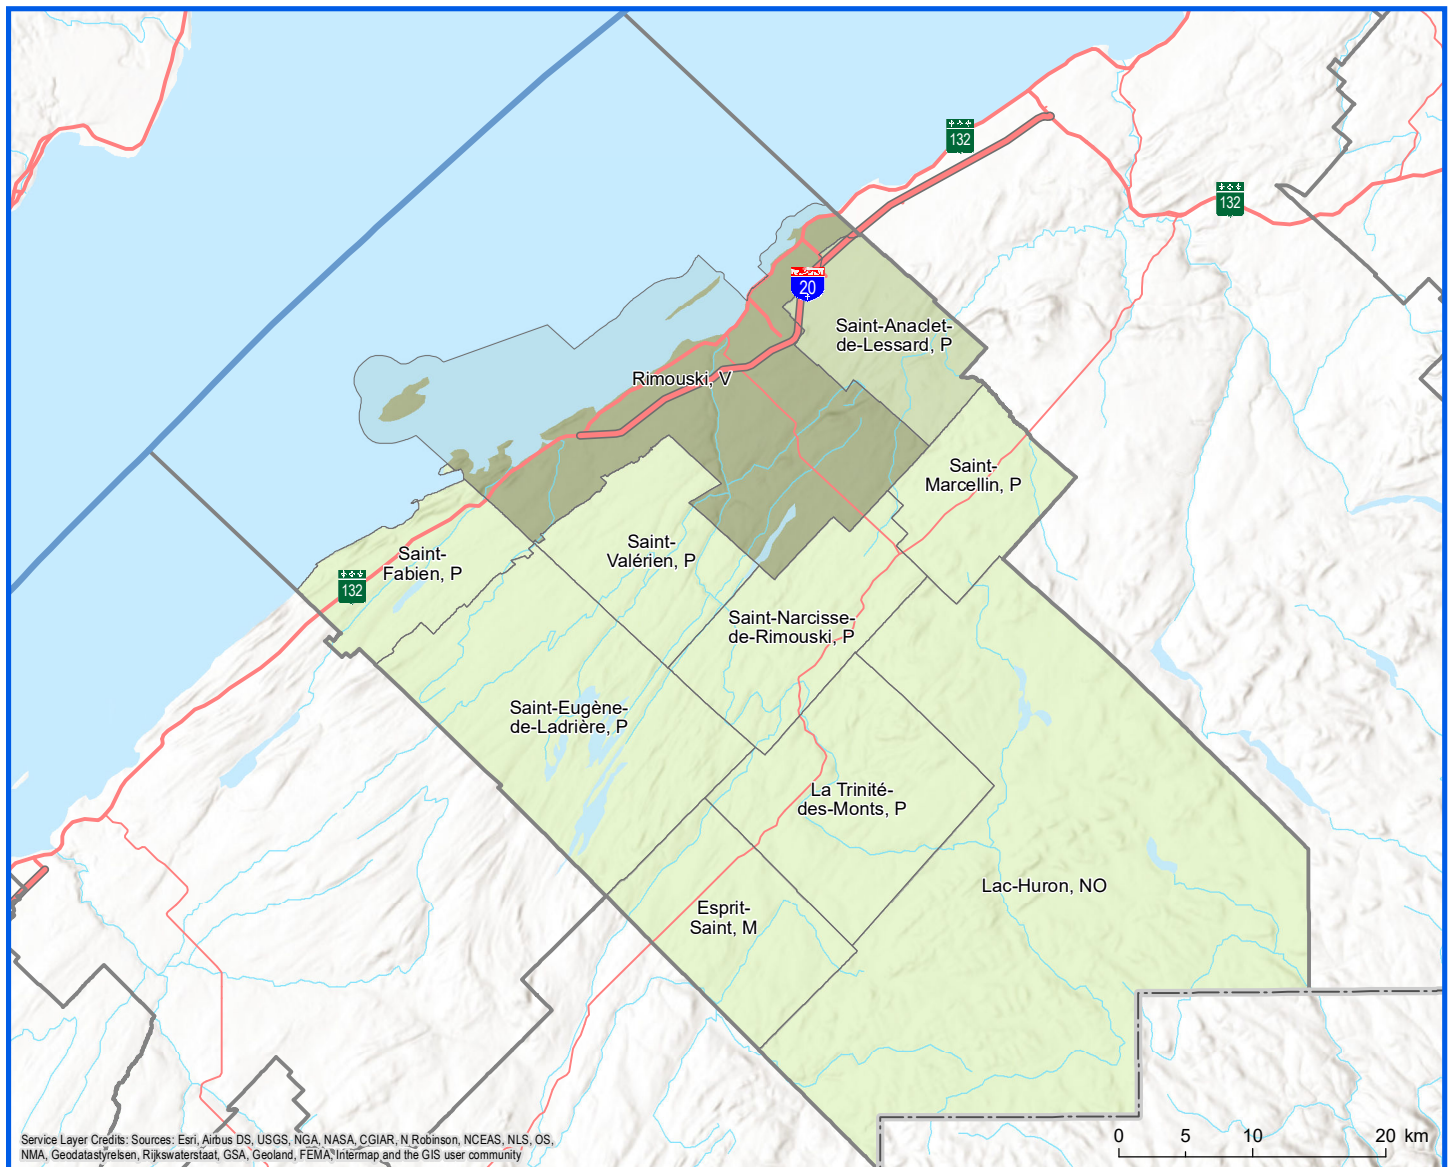 132
132
20
Saint-Anaclet-
de-Lessard, P
Rimouski, V
Saint-
Marcellin, P
Saint-
Valérien, P
Saint-
Fabien, P
132
Saint-Narcisse-
de-Rimouski, P
Saint-Eugène-
de-Ladrière, P
La Trinité-
des-Monts, P
Lac-Huron, NO
Esprit-
Saint, M
Service Layer Credits: Sources: Esri, Airbus DS, USGS, NGA, NASA, CGIAR, N Robinson, NCEAS, NLS, OS,
NMA, Geodatastyrelsen, Rijkswaterstaat, GSA, Geoland, FEMA, Intermap and the GIS user community
0 5 10 20 km